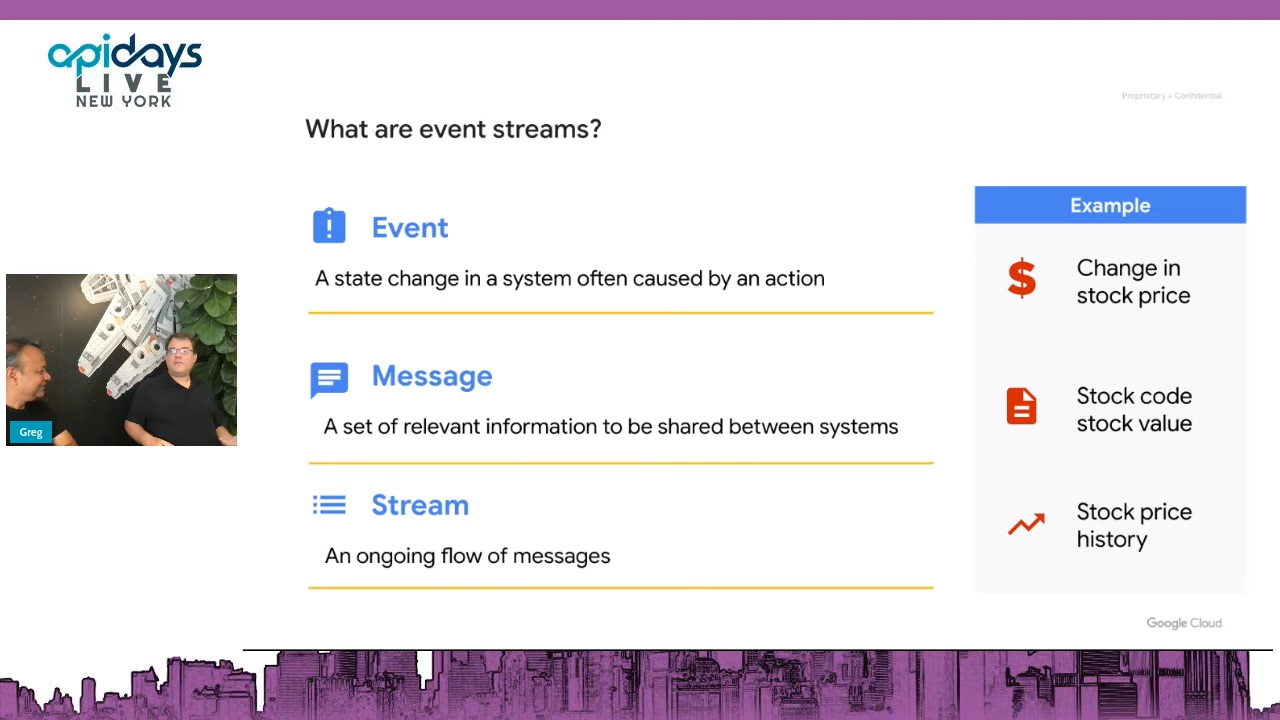 apidays
LIVE
NEW YORK
Proprietary + Confidential
What are event streams?
Event
A state change in a system often caused by an action
Message
A set of relevant information to be shared between systems
Stream
An ongoing flow of messages
Example
Change in
stock price
Stock code
stock value
Stock price
history
Greg
Google Cloud